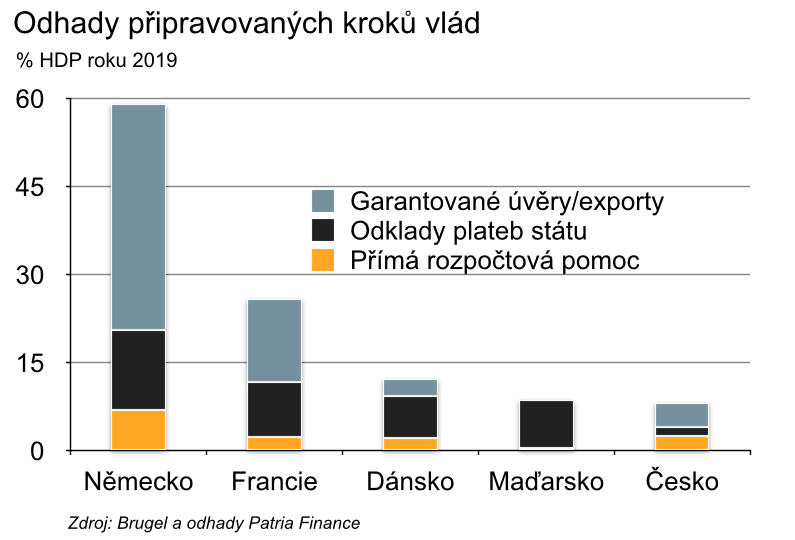 Odhady připravovaných kroků vlád
% HDP roku 2019
60
45
30
15
0
Garantované úvěry/exporty
Odklady plateb státu
Přímá rozpočtová pomoc
Německo Francie Dánsko Maďarsko Česko
Zdroj: Brugel a odhady Patria Finance